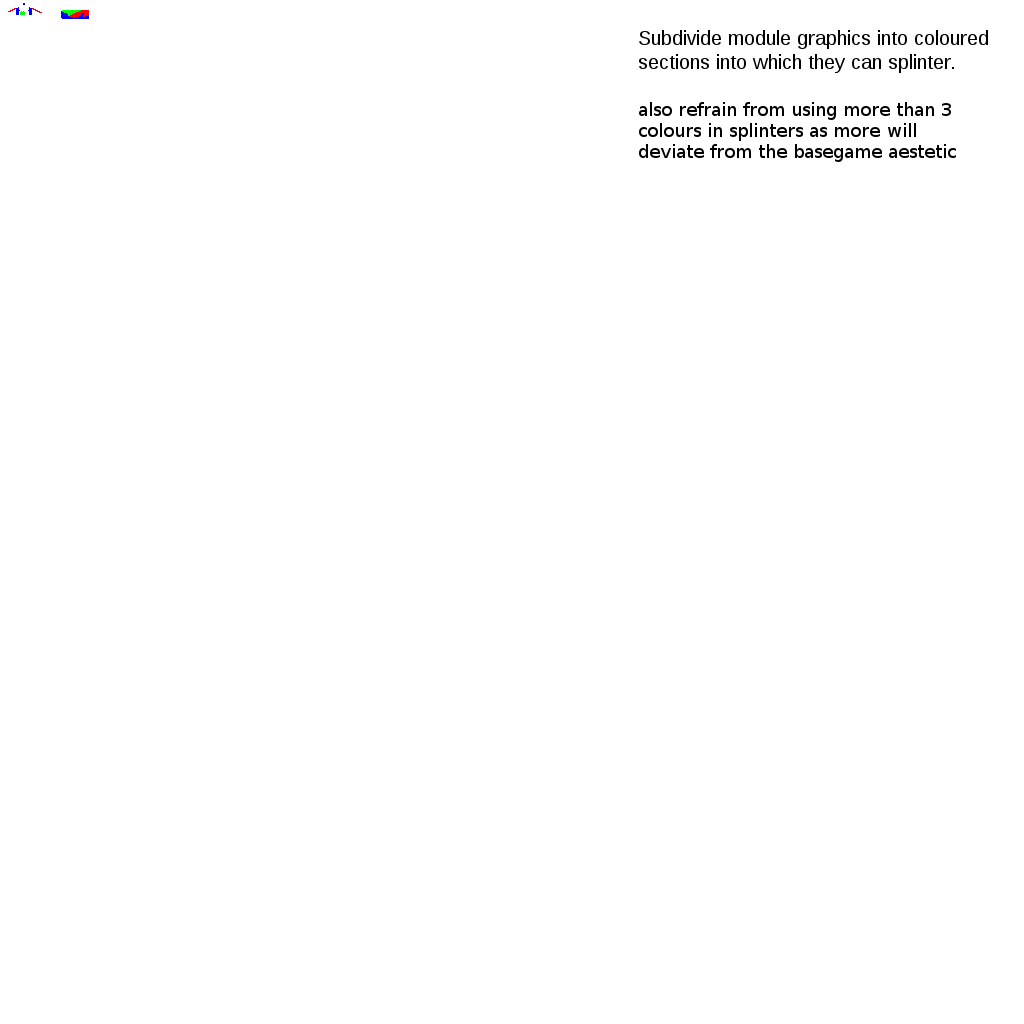 Subdivide module graphics into coloured
sections into which they can splinter.
also refrain from using more than 3
colours in splinters as more will
deviate from the basegame aestetic